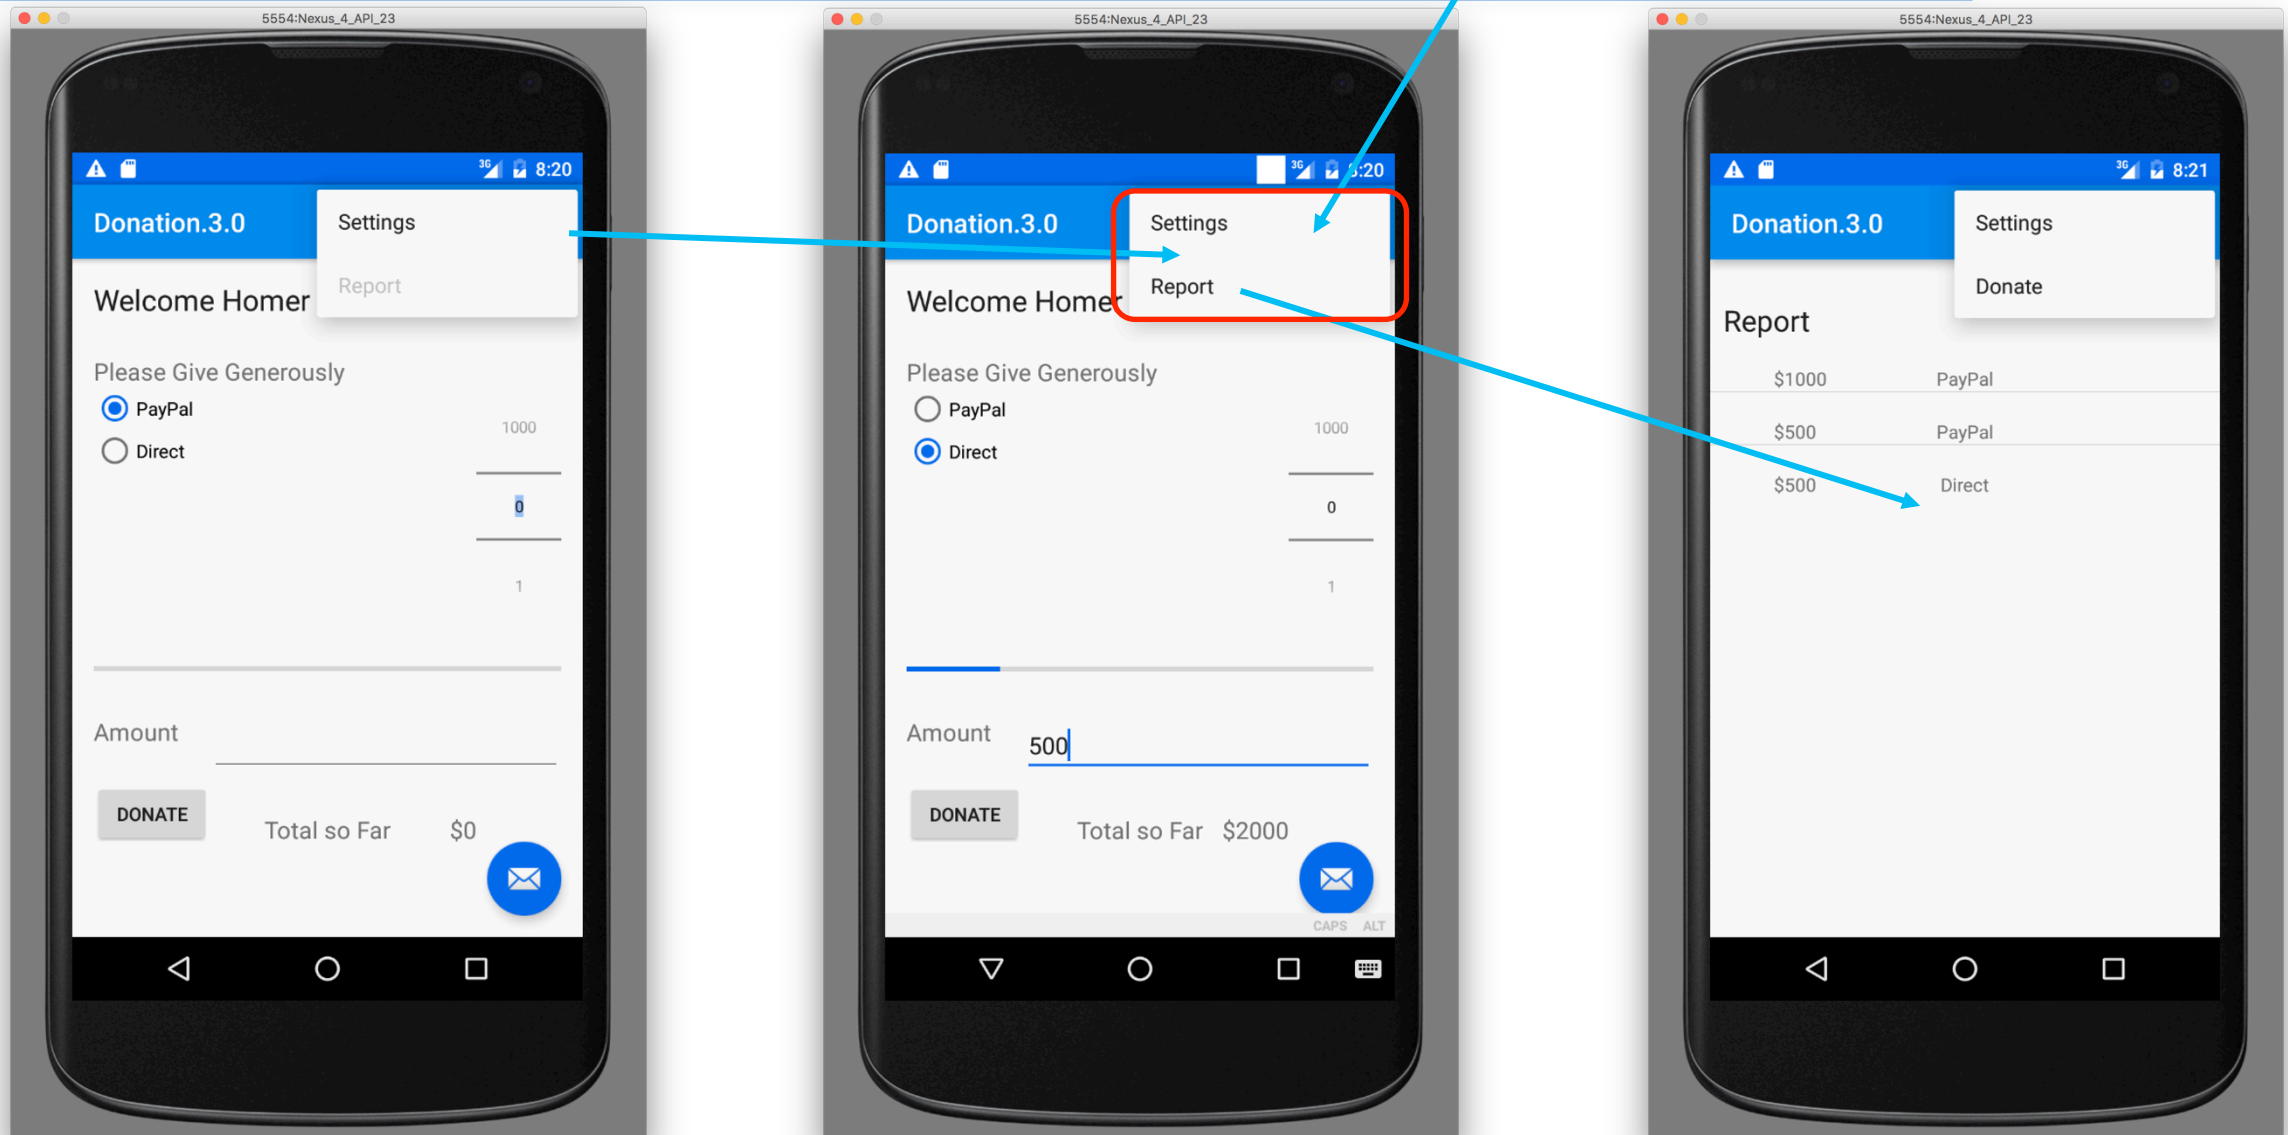 5554:Nexus_4_API_23
3G 8:20
Donation.3.0
Settings
Report
Welcome Homer
Please Give Generously
PayPal
Direct
1000
0
1
Amount
DONATE
Total so Far $0
5554:Nexus_4_API_23
3G 8:20
Donation.3.0
Settings
Report
Welcome Homer
Please Give Generously
PayPal
Direct
1000
0
1
Amount 500
DONATE
Total so Far $2000
CAPS ALT
5554:Nexus_4_API_23
3G 8:21
Donation.3.0
Settings
Donate
Report
$1000 PayPal
$500 PayPal
$500 Direct